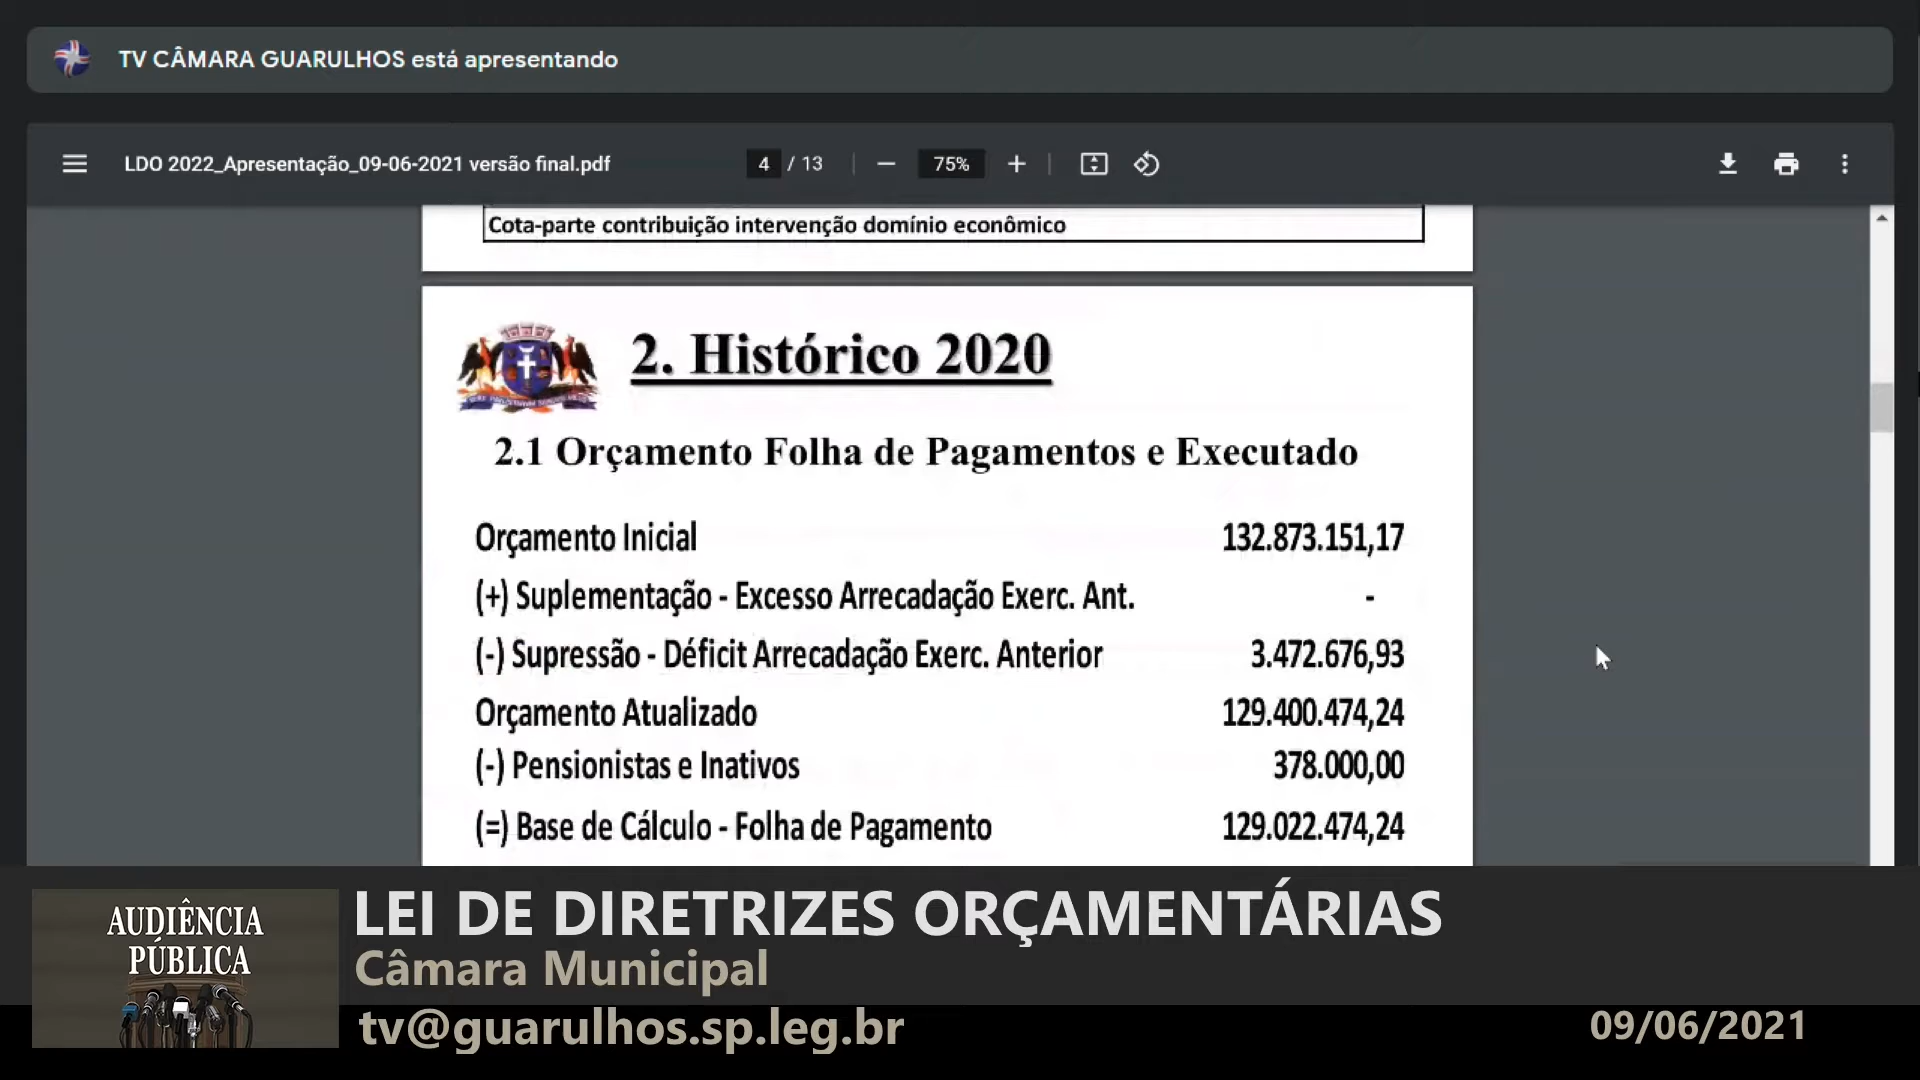 TV CÂMARA GUARULHOS está apresentando
LDO 2022_Apresentação_09-06-2021 versão final.pdf
4 / 13
75%
Cota-parte contribuição intervenção domínio econômico
2. Histórico 2020
2.1 Orçamento Folha de Pagamentos e Executado
Orçamento Inicial 132.873.151,17
(+) Suplementação - Excesso Arrecadação Exerc. Ant. -
(-) Supressão - Déficit Arrecadação Exerc. Anterior 3.472.676,93
Orçamento Atualizado 129.400.474,24
(-) Pensionistas e Inativos 378.000,00
(=) Base de Cálculo - Folha de Pagamento 129.022.474,24
AUDIÊNCIA
PÚBLICA
LEI DE DIRETRIZES ORÇAMENTÁRIAS
Câmara Municipal
tv@guarulhos.sp.leg.br
09/06/2021